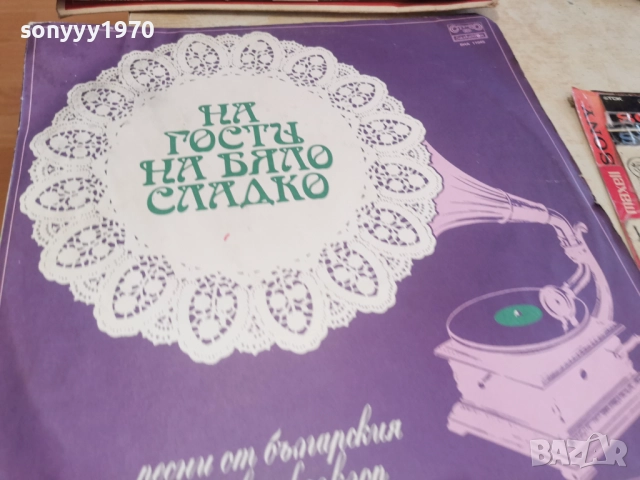 sonyyy1970
НА
ГОСТИ
НА БЯЛО
СЛАДКО
песни от българския
SONY
maxell
BAZAR